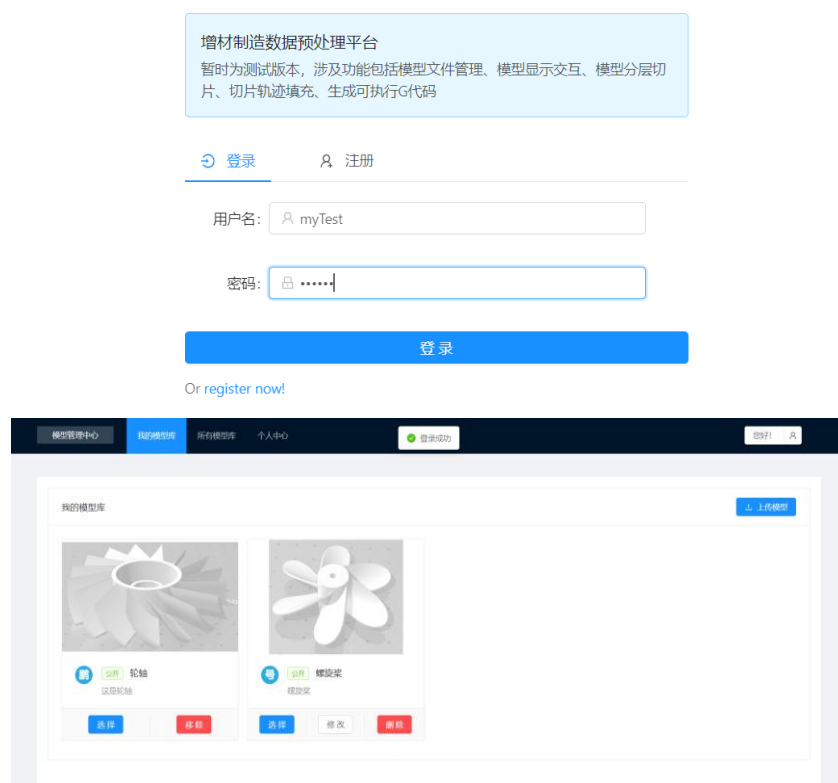 增材制造数据预处理平台
暂时为测试版本，涉及功能包括模型文件管理、模型显示交互、模型分层切
片、切片轨迹填充、生成可执行G代码
登录 注册
用户名: myTest
密码: ••••••
登录
Or register now!
模型管理中心 我的模型库 所有模型库 个人中心 登录成功 您好!
我的模型库 上传模型
公开 轮轴
这是轮轴
公开 螺旋桨
螺旋桨
选择 移除 选择 修改 删除